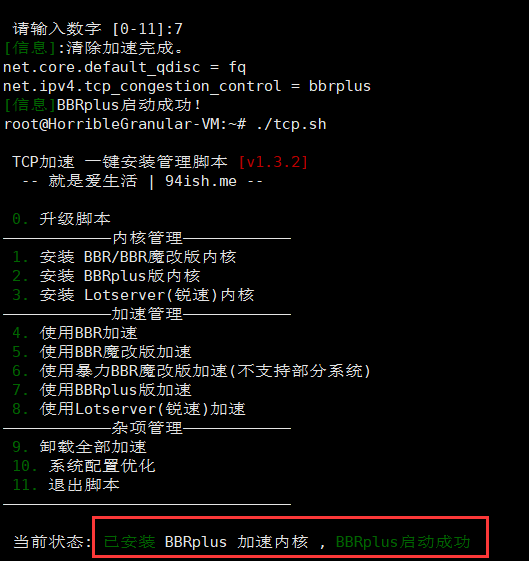 请输入数字 [0-11]:7
[信息]:清除加速完成。
net.core.default_qdisc = fq
net.ipv4.tcp_congestion_control = bbrplus
[信息]BBRplus启动成功!
root@HorribleGranular-VM:~# ./tcp.sh
TCP加速 一键安装管理脚本 [v1.3.2]
-- 就是爱生活 | 94ish.me --
0. 升级脚本
————————————内核管理————————————
1. 安装 BBR/BBR魔改版内核
2. 安装 BBRplus版内核
3. 安装 Lotserver(锐速)内核
————————————加速管理————————————
4. 使用BBR加速
5. 使用BBR魔改版加速
6. 使用暴力BBR魔改版加速(不支持部分系统)
7. 使用BBRplus版加速
8. 使用Lotserver(锐速)加速
————————————杂项管理————————————
9. 卸载全部加速
10. 系统配置优化
11. 退出脚本
————————————————————————————————
当前状态: 已安装 BBRplus 加速内核 , BBRplus启动成功